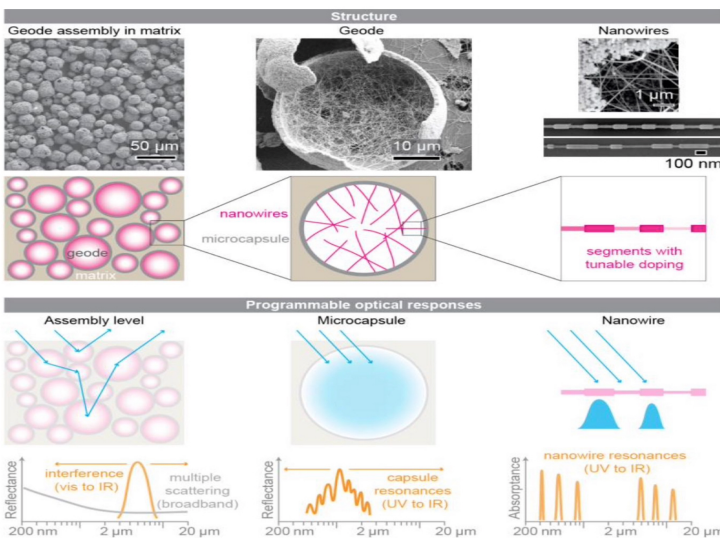 Structure
Geode assembly in matrix
Geode
Nanowires
50 µm
10 µm
1 µm
100 nm
nanowires
microcapsule
geode
matrix
segments with
tunable doping
Programmable optical responses
Assembly level
Microcapsule
Nanowire
Reflectance
interference
(vis to IR)
multiple
scattering
(broadband)
200 nm
2 µm
20 µm
Reflectance
capsule
resonances
(UV to IR)
200 nm
2 µm
20 µm
Absorptance
nanowire resonances
(UV to IR)
200 nm
2 µm
20 µm